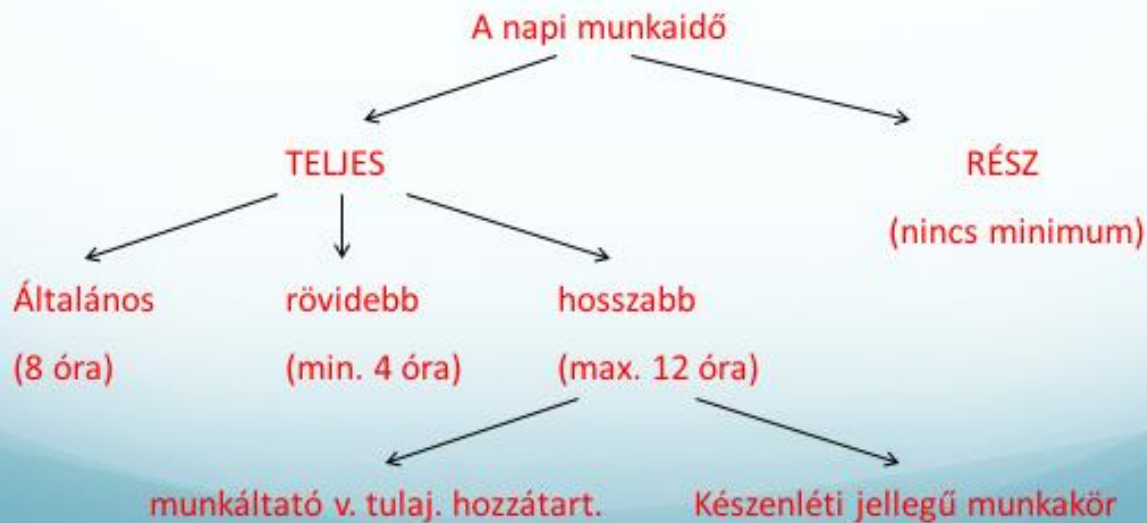 A napi munkaidő
TELJES
RÉSZ
(nincs minimum)
Általános
rövidebb
hosszabb
(8 óra)
(min. 4 óra)
(max. 12 óra)
munkáltató v. tulaj. hozzátart.
Készenléti jellegű munkakör